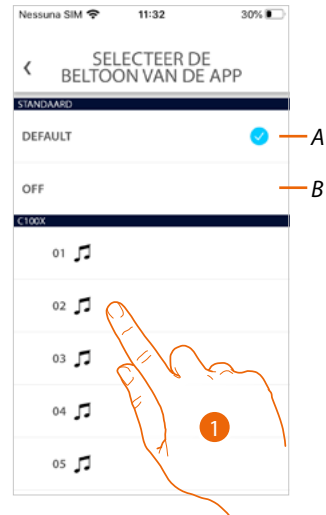 Nessuna SIM 11:32 30%
SELECTEER DE
BELTOON VAN DE APP
STANDAARD
DEFAULT
A
OFF
B
C100X
01
02
03
04
1
05